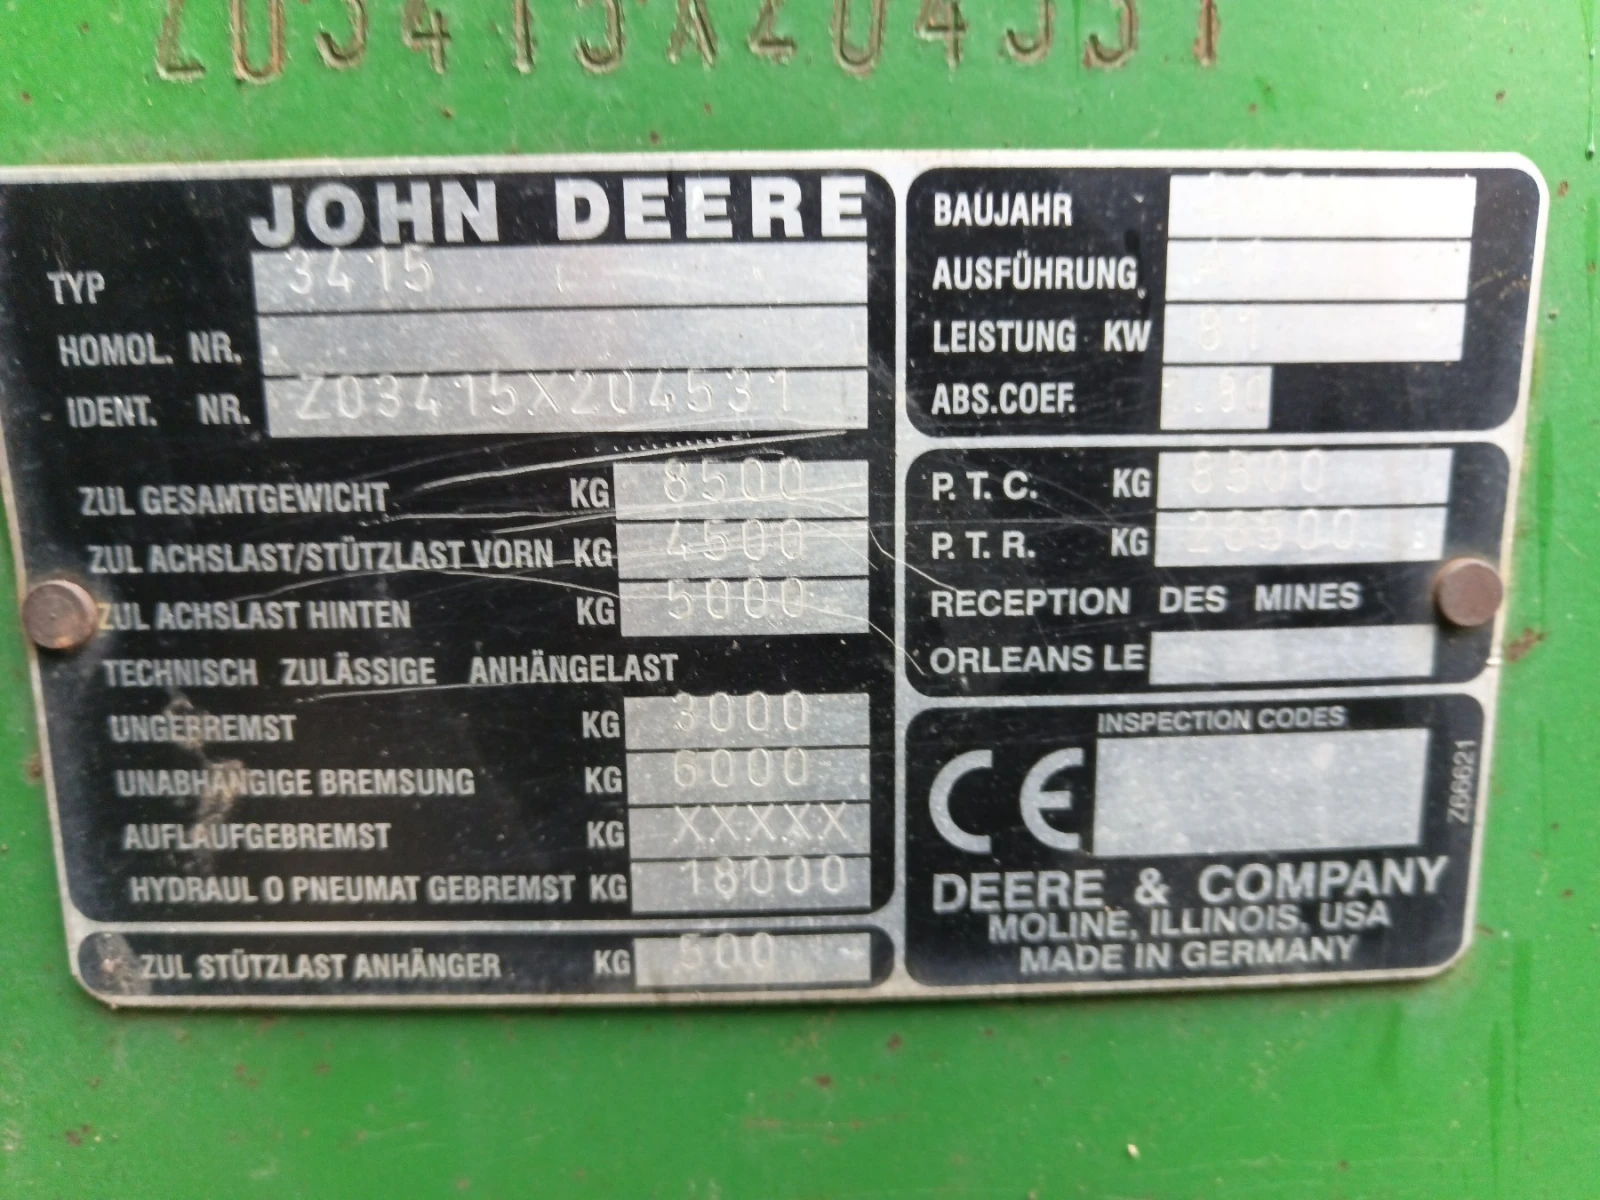 Z03415X204531
JOHN DEERE
TYP 3415
HOMOL. NR.
IDENT. NR. Z03415X204531
ZUL GESAMTGEWICHT KG 8500
ZUL ACHSLAST/STÜTZLAST VORN KG 4500
ZUL ACHSLAST HINTEN KG 5000
TECHNISCH ZULÄSSIGE ANHÄNGELAST
UNGEBREMST KG 3000
UNABHÄNGIGE BREMSUNG KG 6000
AUFLAUFGEBREMST KG XXXXX
HYDRAUL O PNEUMAT GEBREMST KG 18000
ZUL STÜTZLAST ANHÄNGER KG 500
BAUJAHR
AUSFÜHRUNG
LEISTUNG KW 81
ABS.COEF.
P. T. C. KG 8500
P. T. R. KG 26500
RECEPTION DES MINES
ORLEANS LE
INSPECTION CODES
CE
Z66621
DEERE & COMPANY
MOLINE, ILLINOIS. USA
MADE IN GERMANY